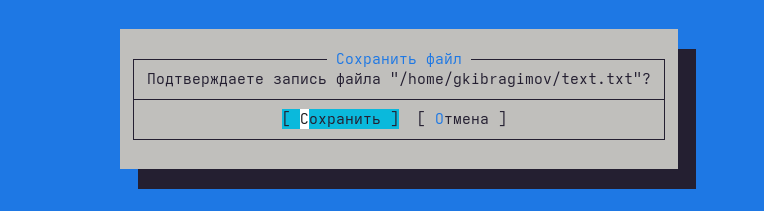 Сохранить файл
Подтверждаете запись файла "/home/gkibragimov/text.txt"?
[ Сохранить ] [ Отмена ]